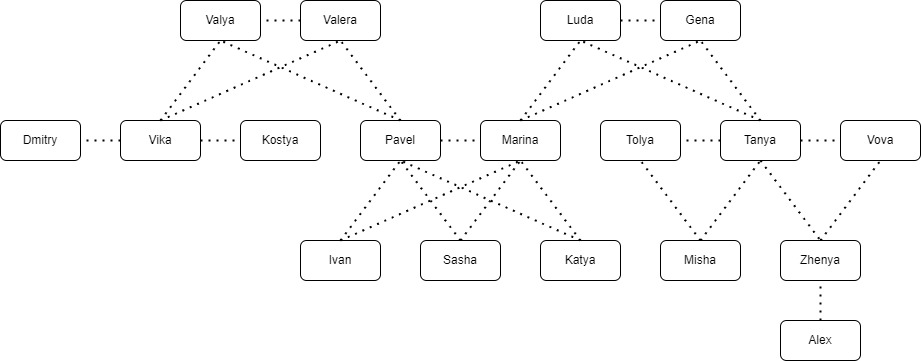 Valya
Valera
Luda
Gena
Dmitry
Vika
Kostya
Pavel
Marina
Tolya
Tanya
Vova
Ivan
Sasha
Katya
Misha
Zhenya
Alex